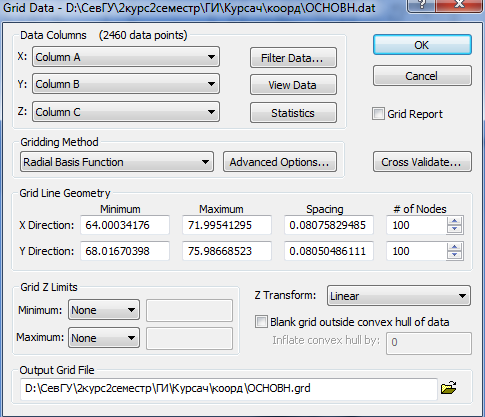 Grid Data - D:\СевГУ\2курс2семестр\ГИ\Курсач\коорд\ОСНОВН.dat
Data Columns (2460 data points)
X: Column A
Y: Column B
Z: Column C
Filter Data...
View Data
Statistics
OK
Cancel
Grid Report
Gridding Method
Radial Basis Function Advanced Options... Cross Validate...
Grid Line Geometry
Minimum Maximum Spacing # of Nodes
X Direction: 64.00034176 71.99541295 0.08075829485 100
Y Direction: 68.01670398 75.98668523 0.08050486111 100
Grid Z Limits
Minimum: None
Maximum: None
Z Transform: Linear
Blank grid outside convex hull of data
Inflate convex hull by: 0
Output Grid File
D:\СевГУ\2курс2семестр\ГИ\Курсач\коорд\ОСНОВН.grd